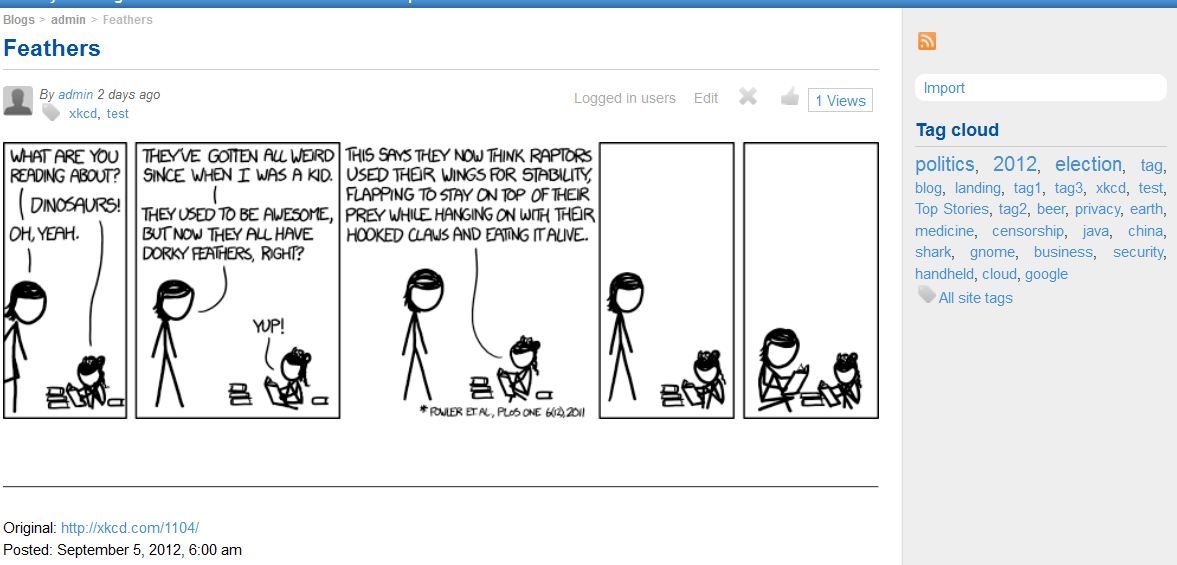 Blogs > admin > Feathers
Feathers
By admin 2 days ago
xkcd, test
Logged in users Edit 1 Views
WHAT ARE YOU
READING ABOUT?
DINOSAURS!
OH, YEAH.
THEY'VE GOTTEN ALL WEIRD
SINCE WHEN I WAS A KID.
THEY USED TO BE AWESOME,
BUT NOW THEY ALL HAVE
DORKY FEATHERS, RIGHT?
YUP!
THIS SAYS THEY NOW THINK RAPTORS
USED THEIR WINGS FOR STABILITY,
FLAPPING TO STAY ON TOP OF THEIR
PREY WHILE HANGING ON WITH THEIR
HOOKED CLAWS AND EATING IT ALIVE.
* FOWLER ET AL, PLOS ONE 6(12), 2011
Original: http://xkcd.com/1104/
Posted: September 5, 2012, 6:00 am
Import
Tag cloud
politics, 2012, election, tag,
blog, landing, tag1, tag3, xkcd, test,
Top Stories, tag2, beer, privacy, earth,
medicine, censorship, java, china,
shark, gnome, business, security,
handheld, cloud, google
All site tags